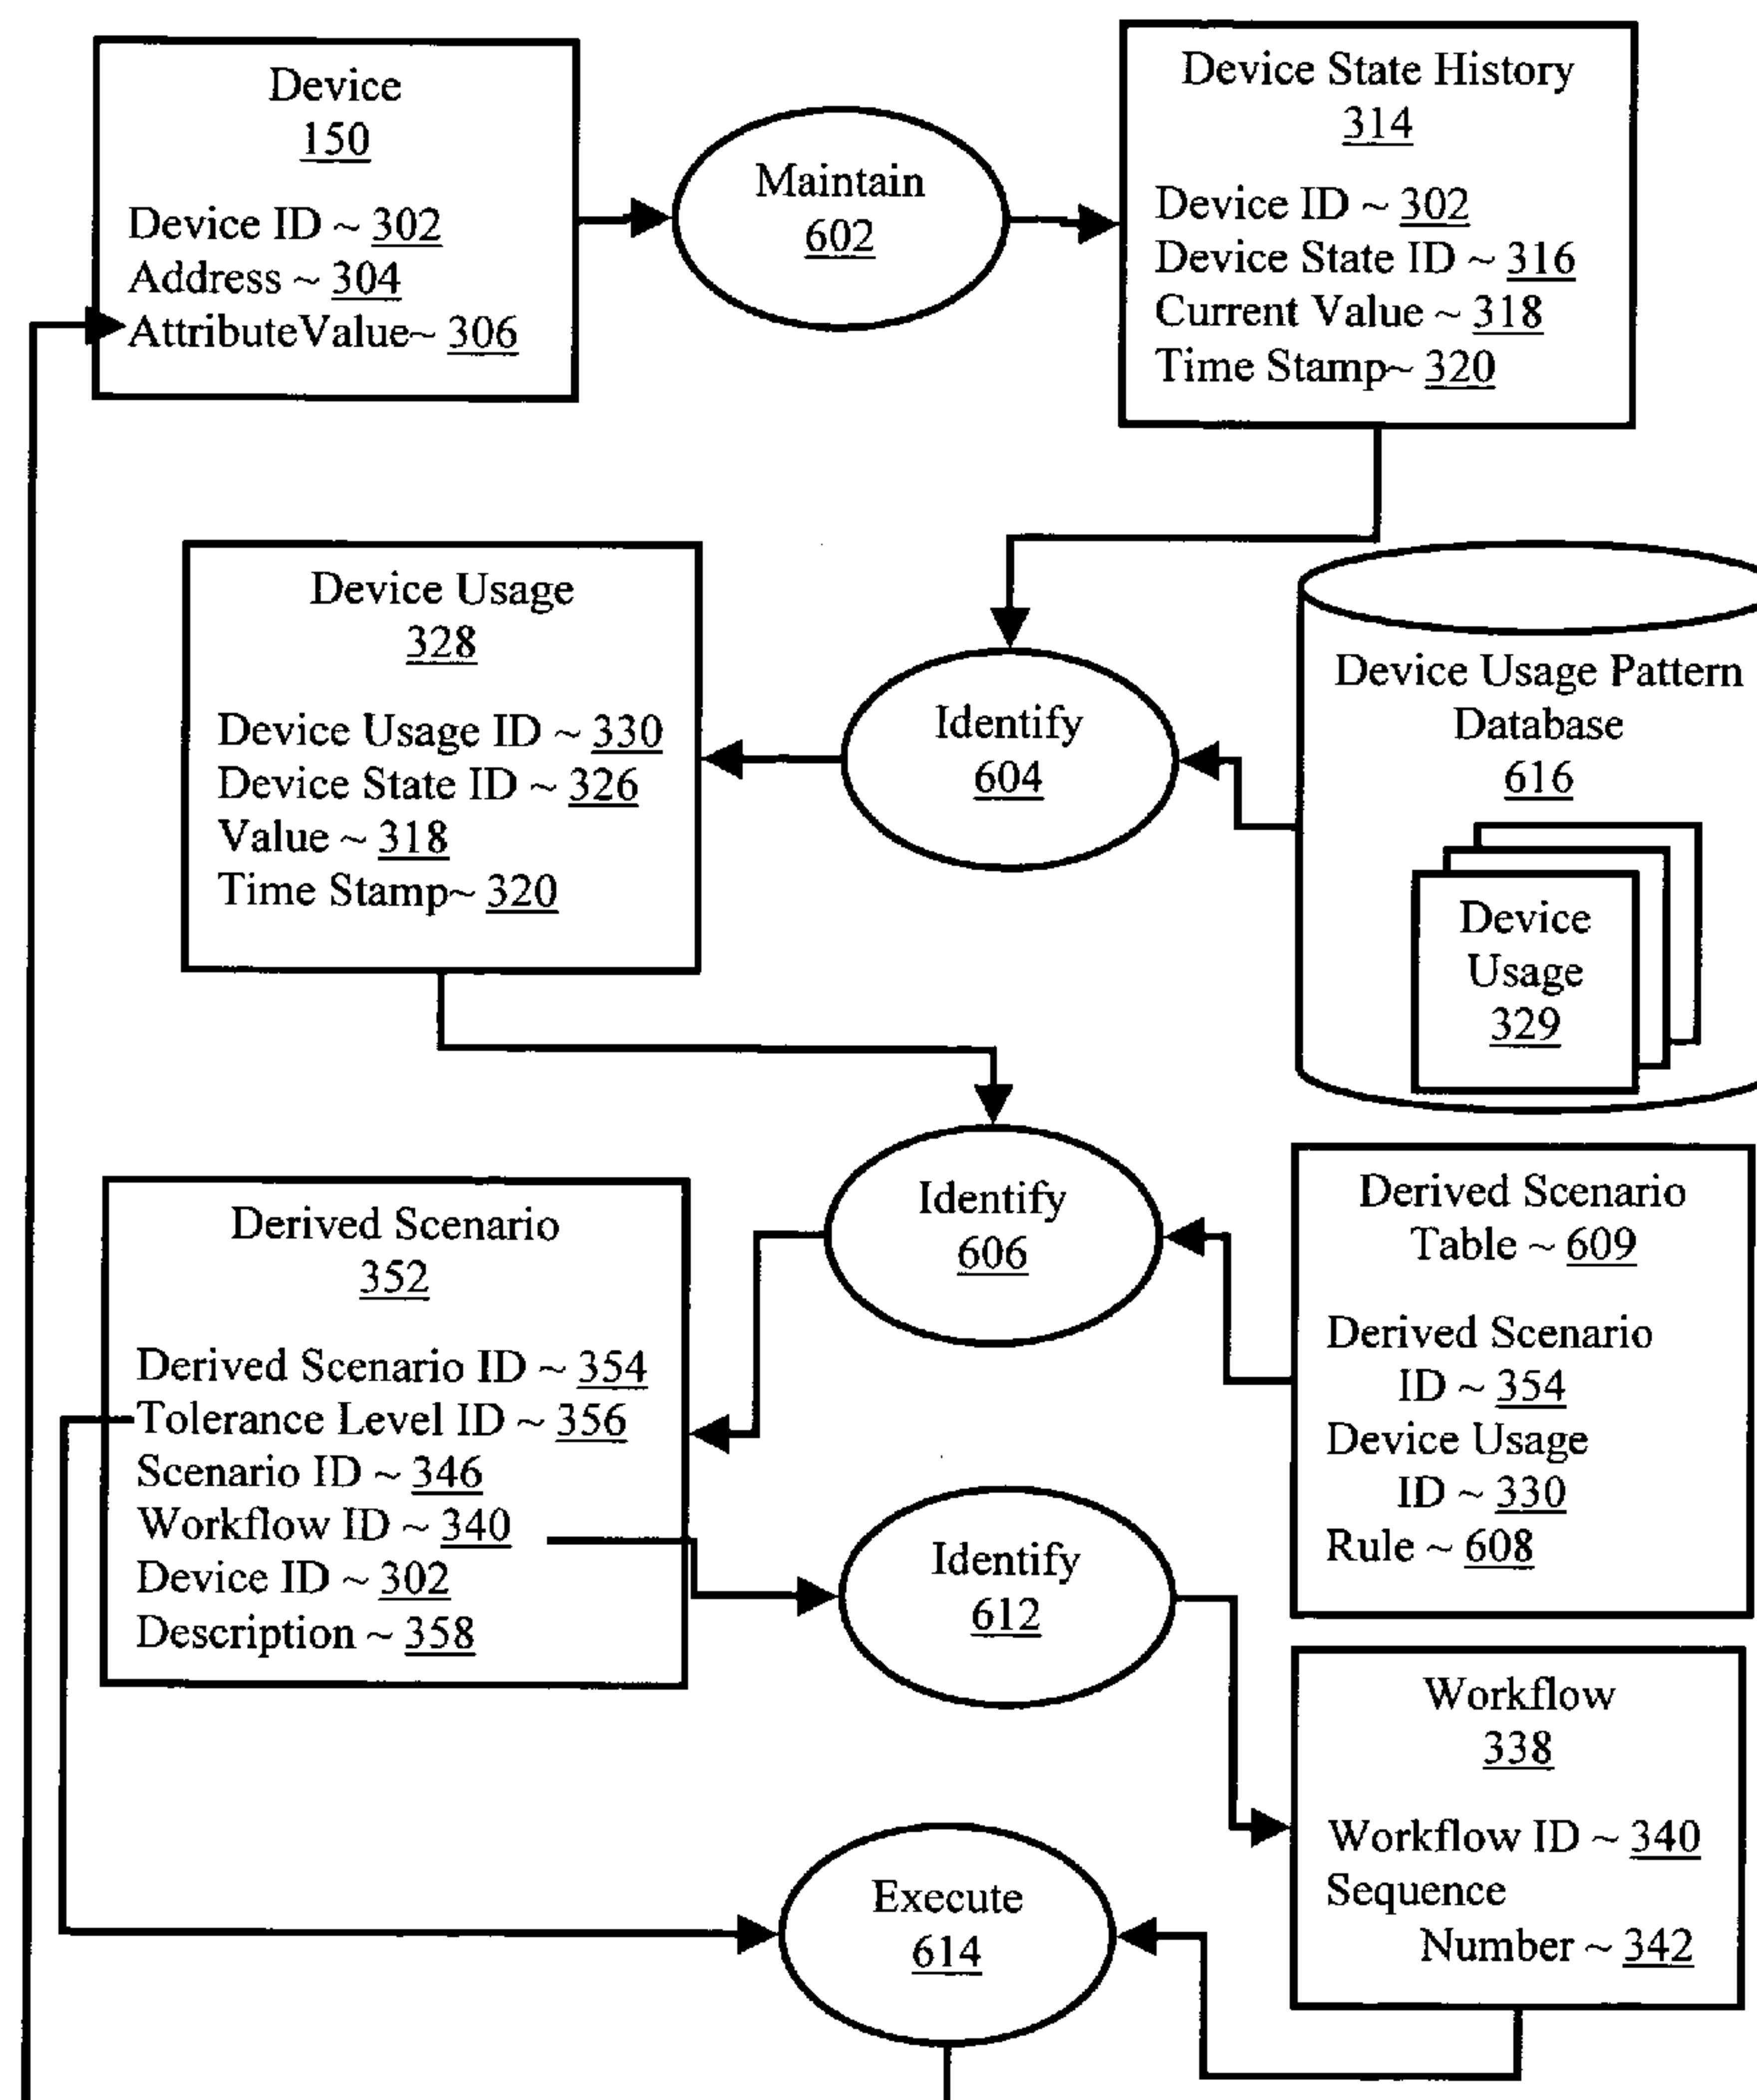 Device
150
Device ID ~ 302
Address ~ 304
AttributeValue~ 306
Maintain
602
Device State History
314
Device ID ~ 302
Device State ID ~ 316
Current Value ~ 318
Time Stamp~ 320
Device Usage
328
Device Usage ID ~ 330
Device State ID ~ 326
Value ~ 318
Time Stamp~ 320
Identify
604
Device Usage Pattern
Database
616
Device
Usage
329
Identify
606
Derived Scenario
352
Derived Scenario ID ~ 354
Tolerance Level ID ~ 356
Scenario ID ~ 346
Workflow ID ~ 340
Device ID ~ 302
Description ~ 358
Derived Scenario
Table ~ 609
Derived Scenario
ID ~ 354
Device Usage
ID ~ 330
Rule ~ 608
Identify
612
Workflow
338
Workflow ID ~ 340
Sequence
Number ~ 342
Execute
614